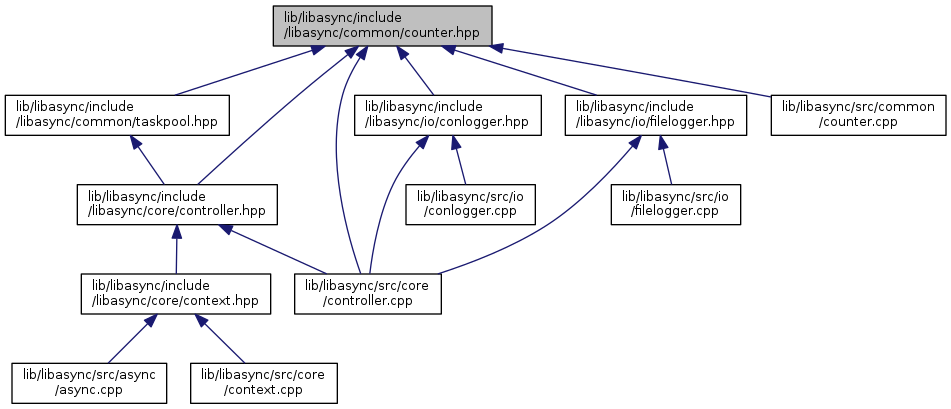 lib/libasync/include
/libasync/common/counter.hpp
lib/libasync/include
/libasync/common/taskpool.hpp
lib/libasync/include
/libasync/io/conlogger.hpp
lib/libasync/include
/libasync/io/filelogger.hpp
lib/libasync/src/common
/counter.cpp
lib/libasync/include
/libasync/core/controller.hpp
lib/libasync/src/io
/conlogger.cpp
lib/libasync/src/io
/filelogger.cpp
lib/libasync/include
/libasync/core/context.hpp
lib/libasync/src/core
/controller.cpp
lib/libasync/src/async
/async.cpp
lib/libasync/src/core
/context.cpp